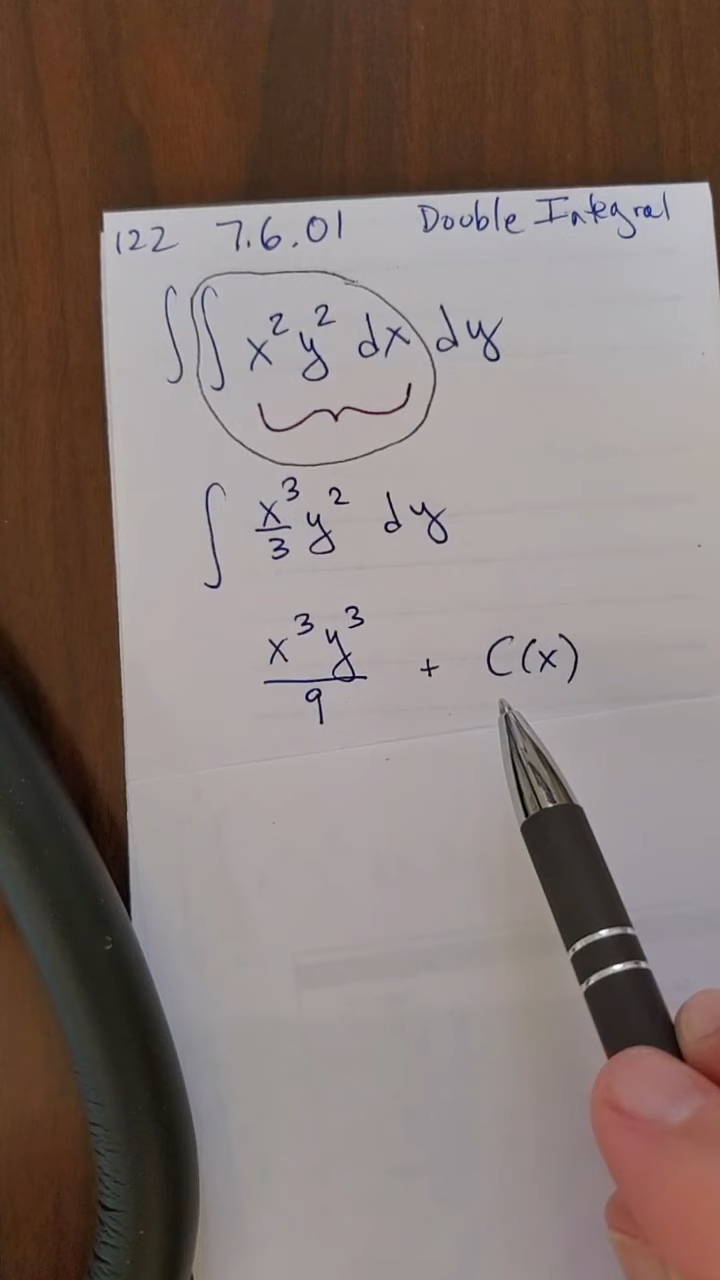 122 7.6.01 Double Integral
∫∫ x²y² dx dy
∫ x³/3 y² dy
x³y³/9 + C(x)